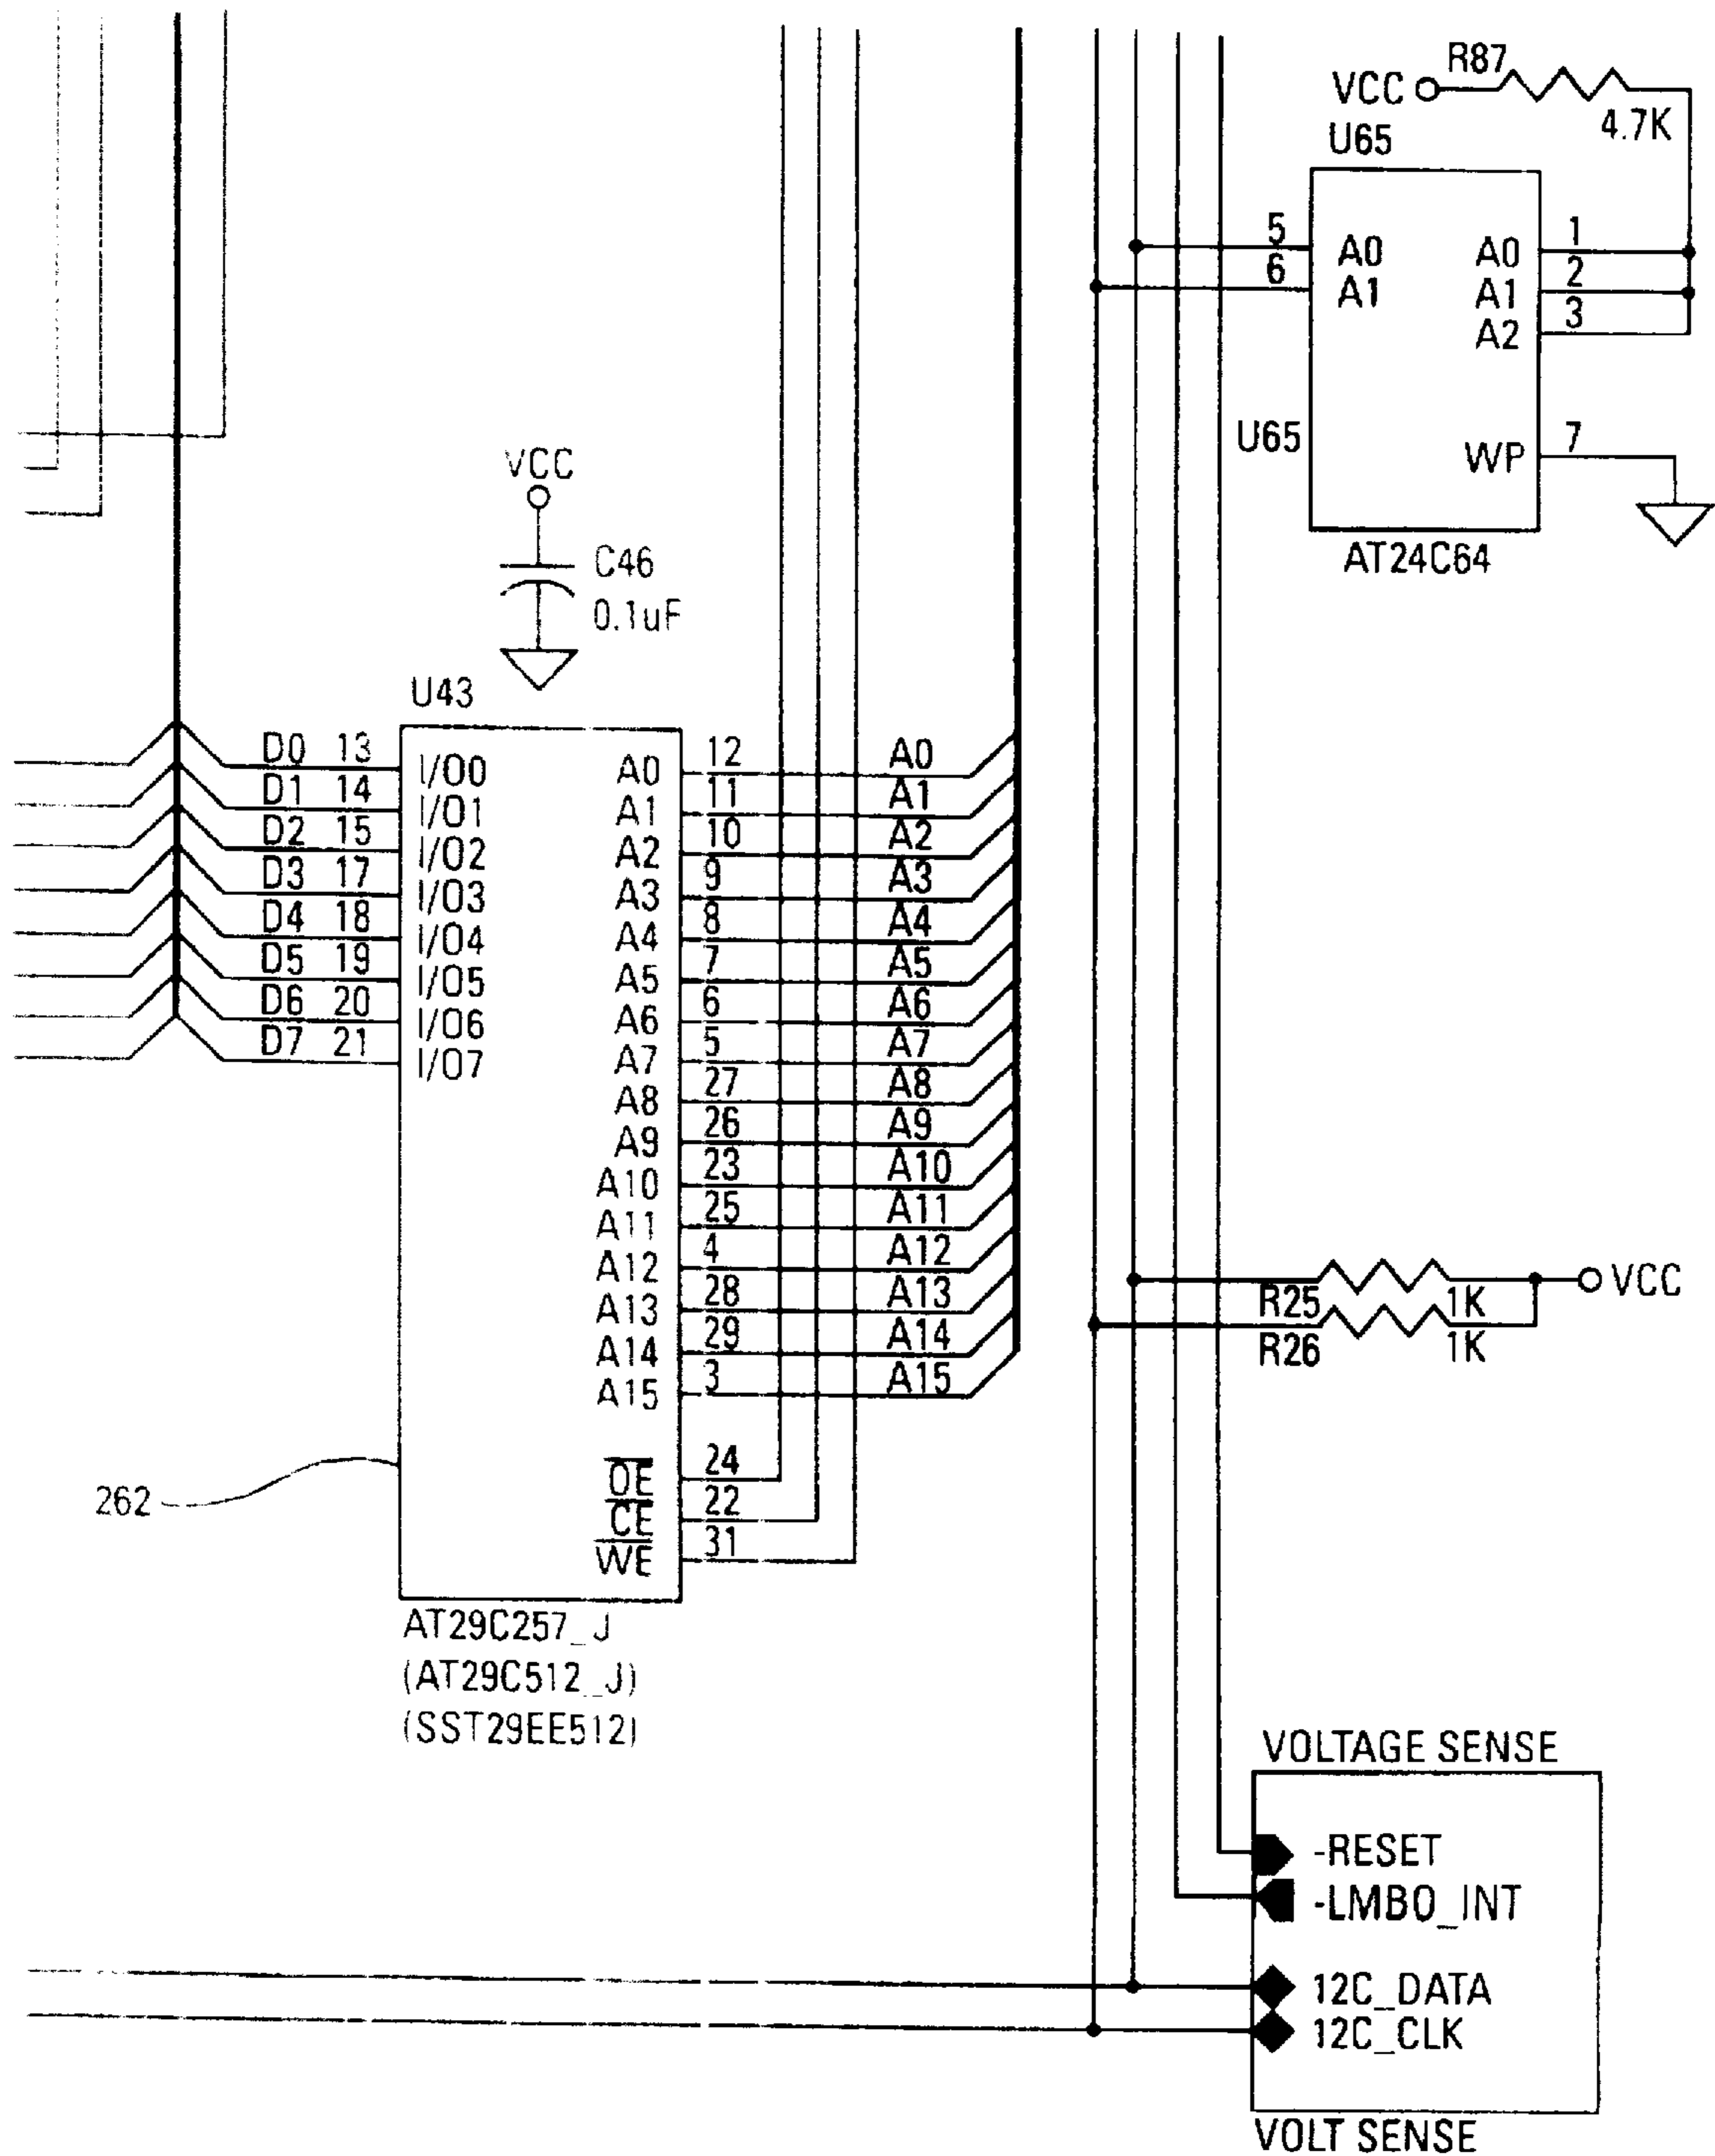 R87
VCC
4.7K
U65
5 A0 A0 1
6 A1 A1 2
A2 3
U65
WP 7
AT24C64
VCC
C46
0.1uF
U43
D0 13 I/O0 A0 12 A0
D1 14 I/O1 A1 11 A1
D2 15 I/O2 A2 10 A2
D3 17 I/O3 A3 9 A3
D4 18 I/O4 A4 8 A4
D5 19 I/O5 A5 7 A5
D6 20 I/O6 A6 6 A6
D7 21 I/O7 A7 5 A7
A8 27 A8
A9 26 A9
A10 23 A10
A11 25 A11
A12 4 A12
A13 28 A13
A14 29 A14
A15 3 A15
R25 1K VCC
R26 1K
262
OE 24
CE 22
WE 31
AT29C257_J
(AT29C512_J)
(SST29EE512)
VOLTAGE SENSE
-RESET
-LMBO_INT
12C_DATA
12C_CLK
VOLT SENSE